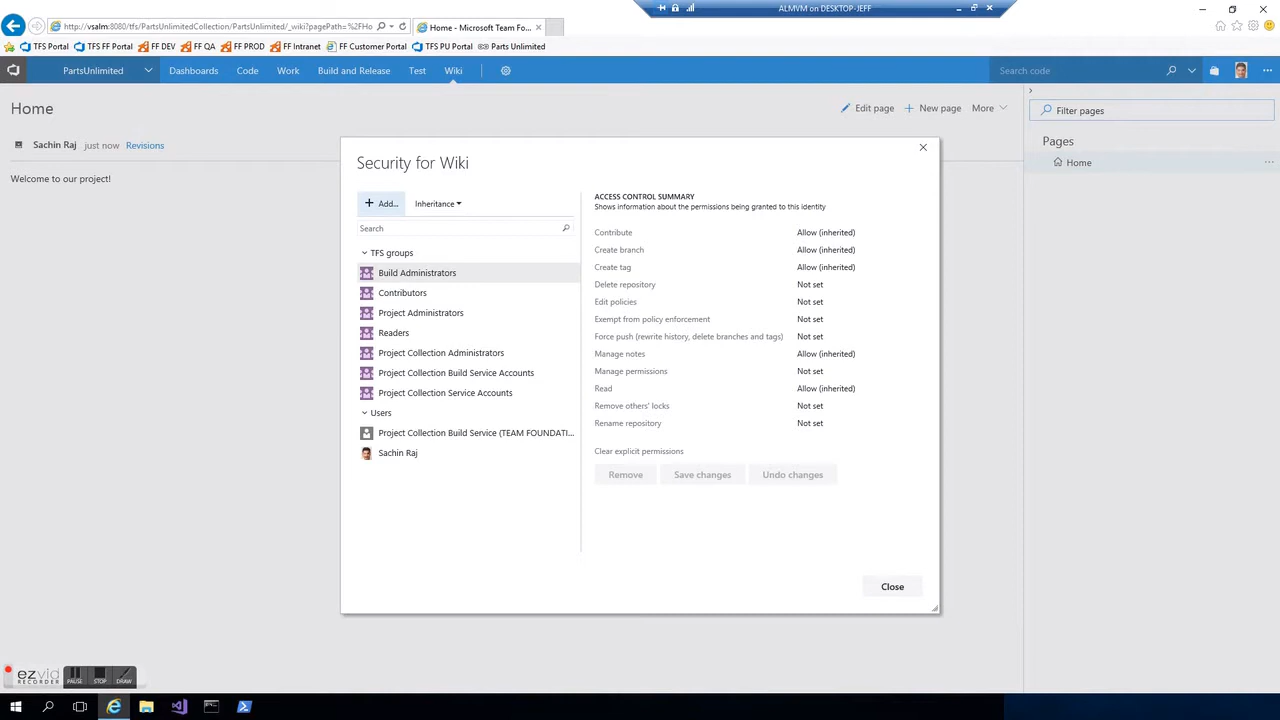 ALMVM on DESKTOP-JEFF
http://vsalm:8080/tfs/PartsUnlimitedCollection/PartsUnlimited/_wiki?pagePath=%2FHo
Home - Microsoft Team Fo...
TFS Portal
TFS FF Portal
FF DEV
FF QA
FF PROD
FF Intranet
FF Customer Portal
TFS PU Portal
Parts Unlimited
PartsUnlimited
Dashboards
Code
Work
Build and Release
Test
Wiki
Search code
Home
Edit page
New page
More
Filter pages
Sachin Raj just now Revisions
Pages
Home
Welcome to our project!
Security for Wiki
Add...
Inheritance
Search
TFS groups
Build Administrators
Contributors
Project Administrators
Readers
Project Collection Administrators
Project Collection Build Service Accounts
Project Collection Service Accounts
Users
Project Collection Build Service (TEAM FOUNDATI...
Sachin Raj
ACCESS CONTROL SUMMARY
Shows information about the permissions being granted to this identity
Contribute Allow (inherited)
Create branch Allow (inherited)
Create tag Allow (inherited)
Delete repository Not set
Edit policies Not set
Exempt from policy enforcement Not set
Force push (rewrite history, delete branches and tags) Not set
Manage notes Allow (inherited)
Manage permissions Not set
Read Allow (inherited)
Remove others' locks Not set
Rename repository Not set
Clear explicit permissions
Remove
Save changes
Undo changes
Close
ezvid
RECORDER
PAUSE
STOP
DRAW